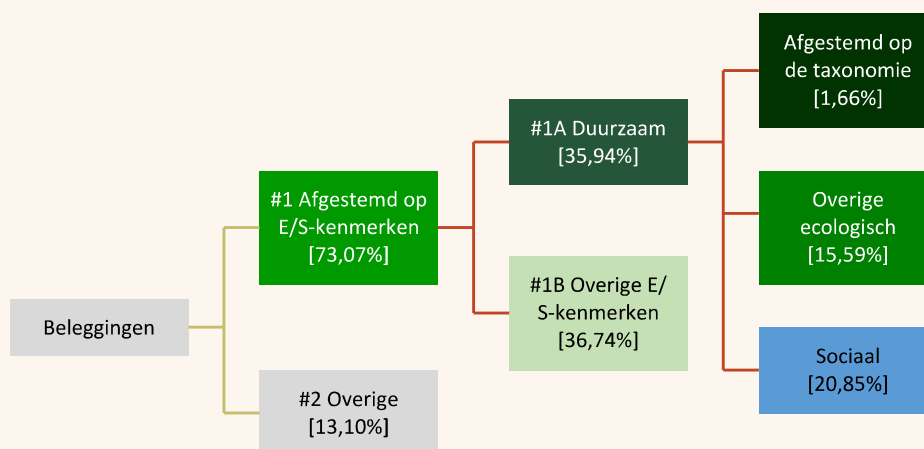 Beleggingen
#1 Afgestemd op
E/S-kenmerken
[73,07%]
#2 Overige
[13,10%]
#1A Duurzaam
[35,94%]
#1B Overige E/
S-kenmerken
[36,74%]
Afgestemd op
de taxonomie
[1,66%]
Overige
ecologisch
[15,59%]
Sociaal
[20,85%]